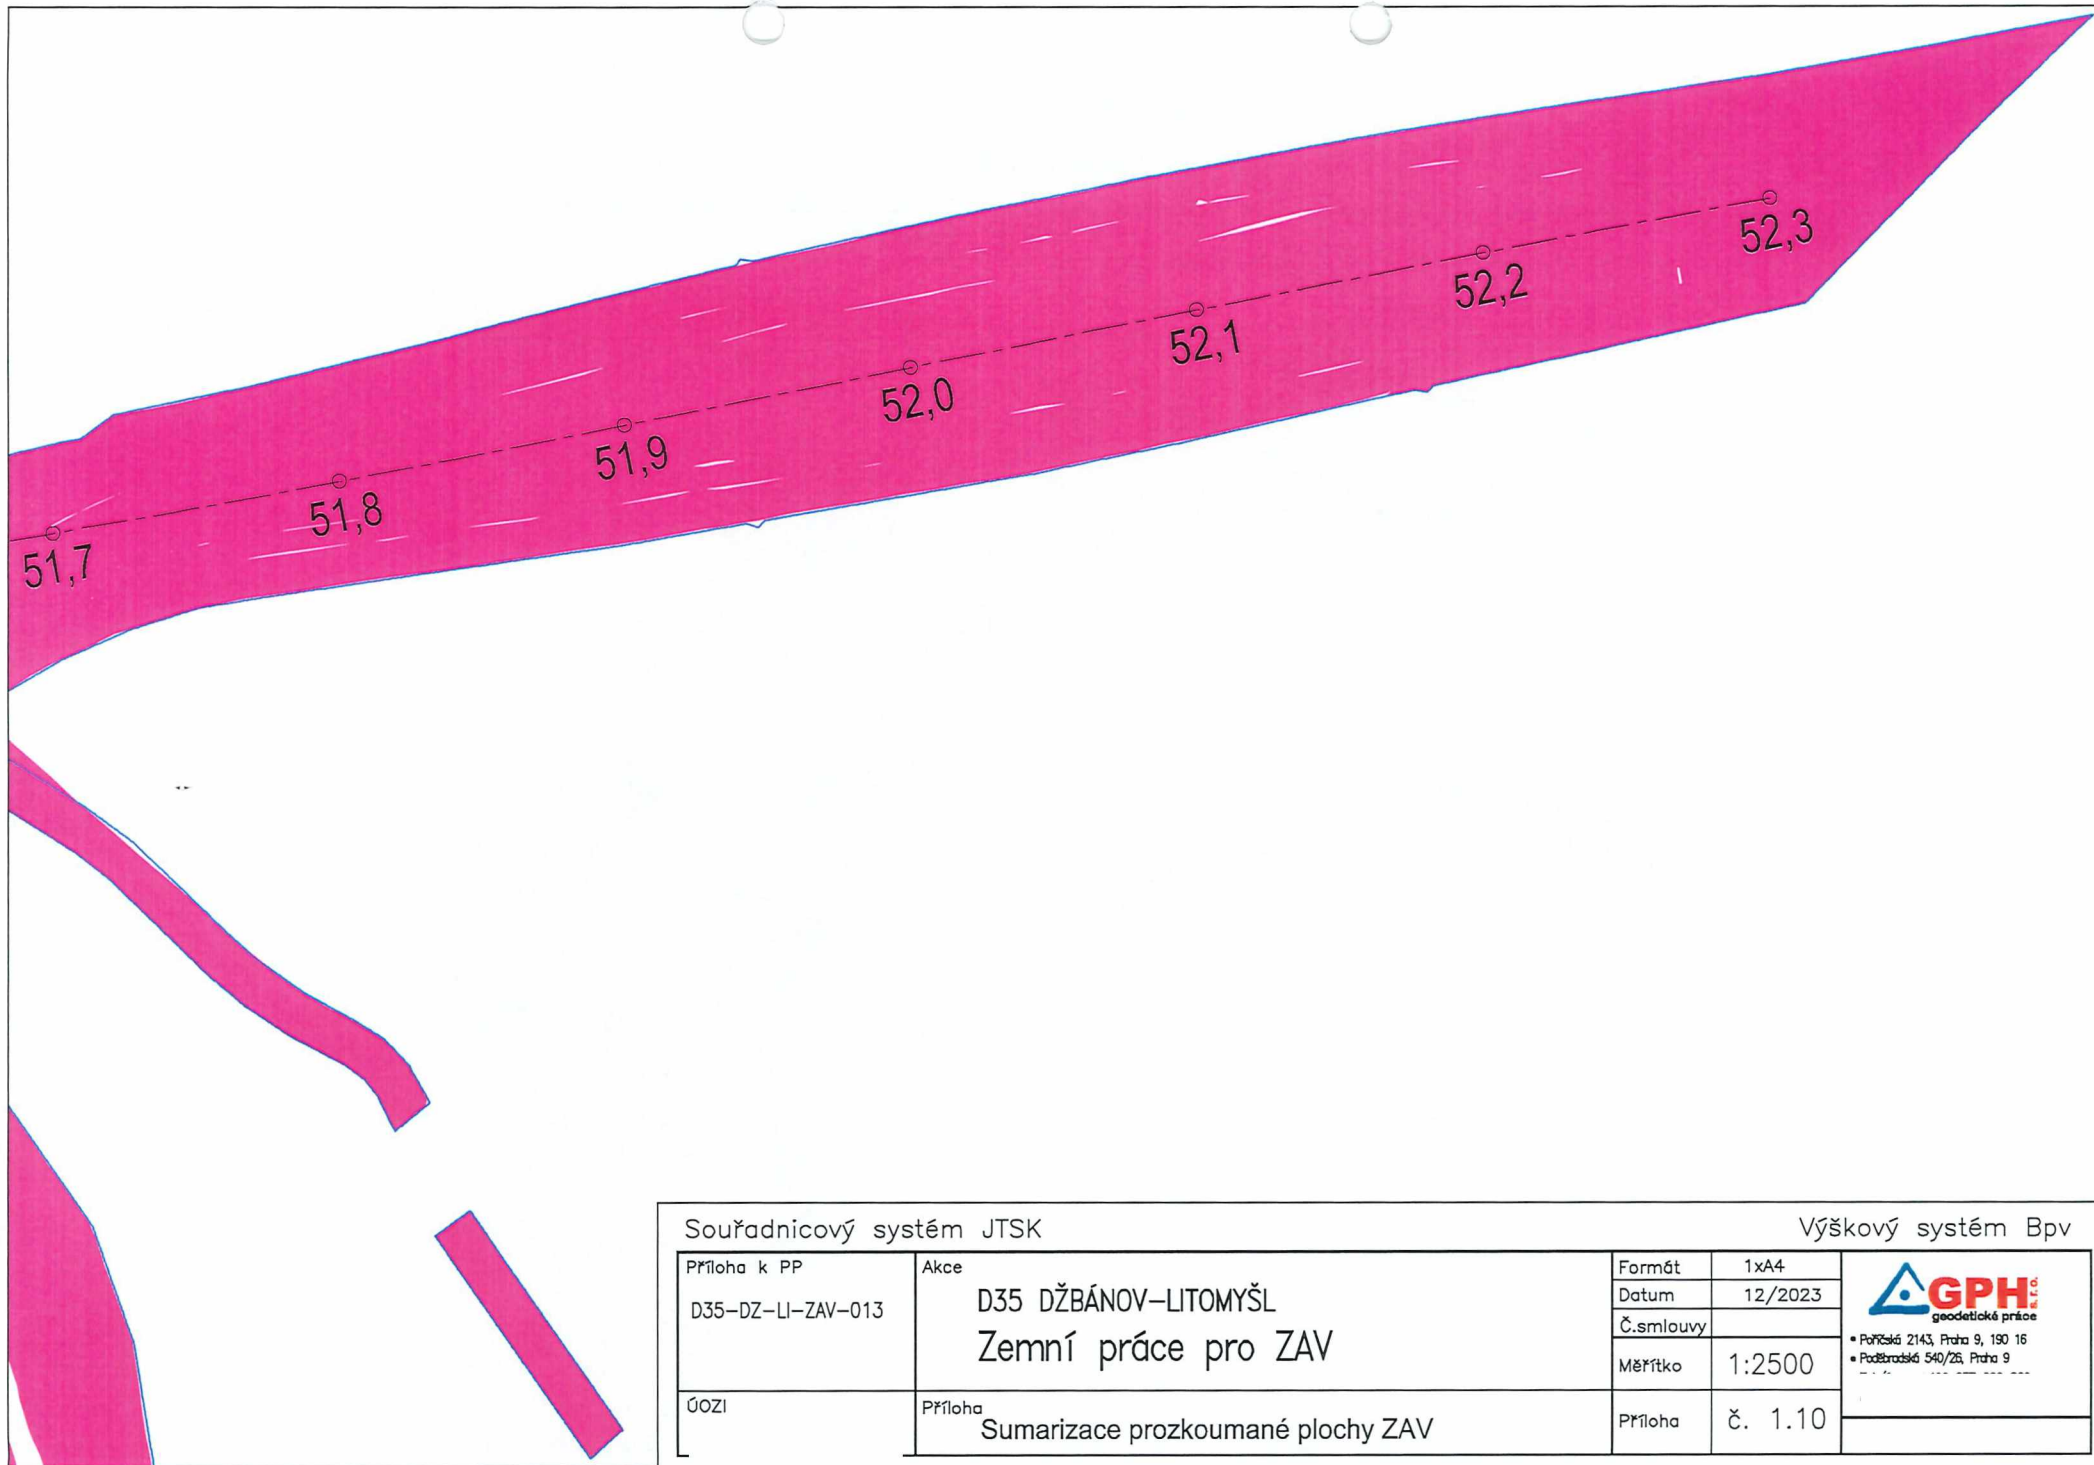 52,3
52,2
52,1
52,0
51,9
51,8
51,7
Souřadnicový systém JTSK
Výškový systém Bpv
Příloha k PP
D35-DZ-LI-ZAV-013
Akce
D35 DŽBÁNOV-LITOMYŠL
Zemní práce pro ZAV
Formát 1xA4
Datum 12/2023
Č.smlouvy
Měřítko 1:2500
GPH s.r.o.
geodetické práce
• Poříčská 2143, Praha 9, 190 16
• Poděbradská 540/26, Praha 9
ÚOZI
Příloha
Sumarizace prozkoumané plochy ZAV
Příloha č. 1.10